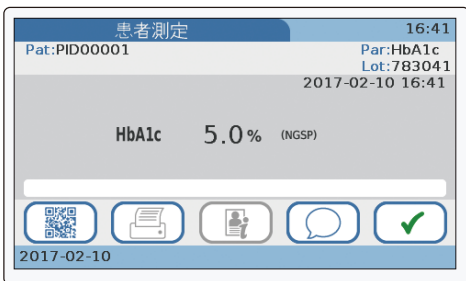 患者測定 16:41
Pat:PID00001 Par:HbA1c
Lot:783041
2017-02-10 16:41
HbA1c 5.0% (NGSP)
2017-02-10